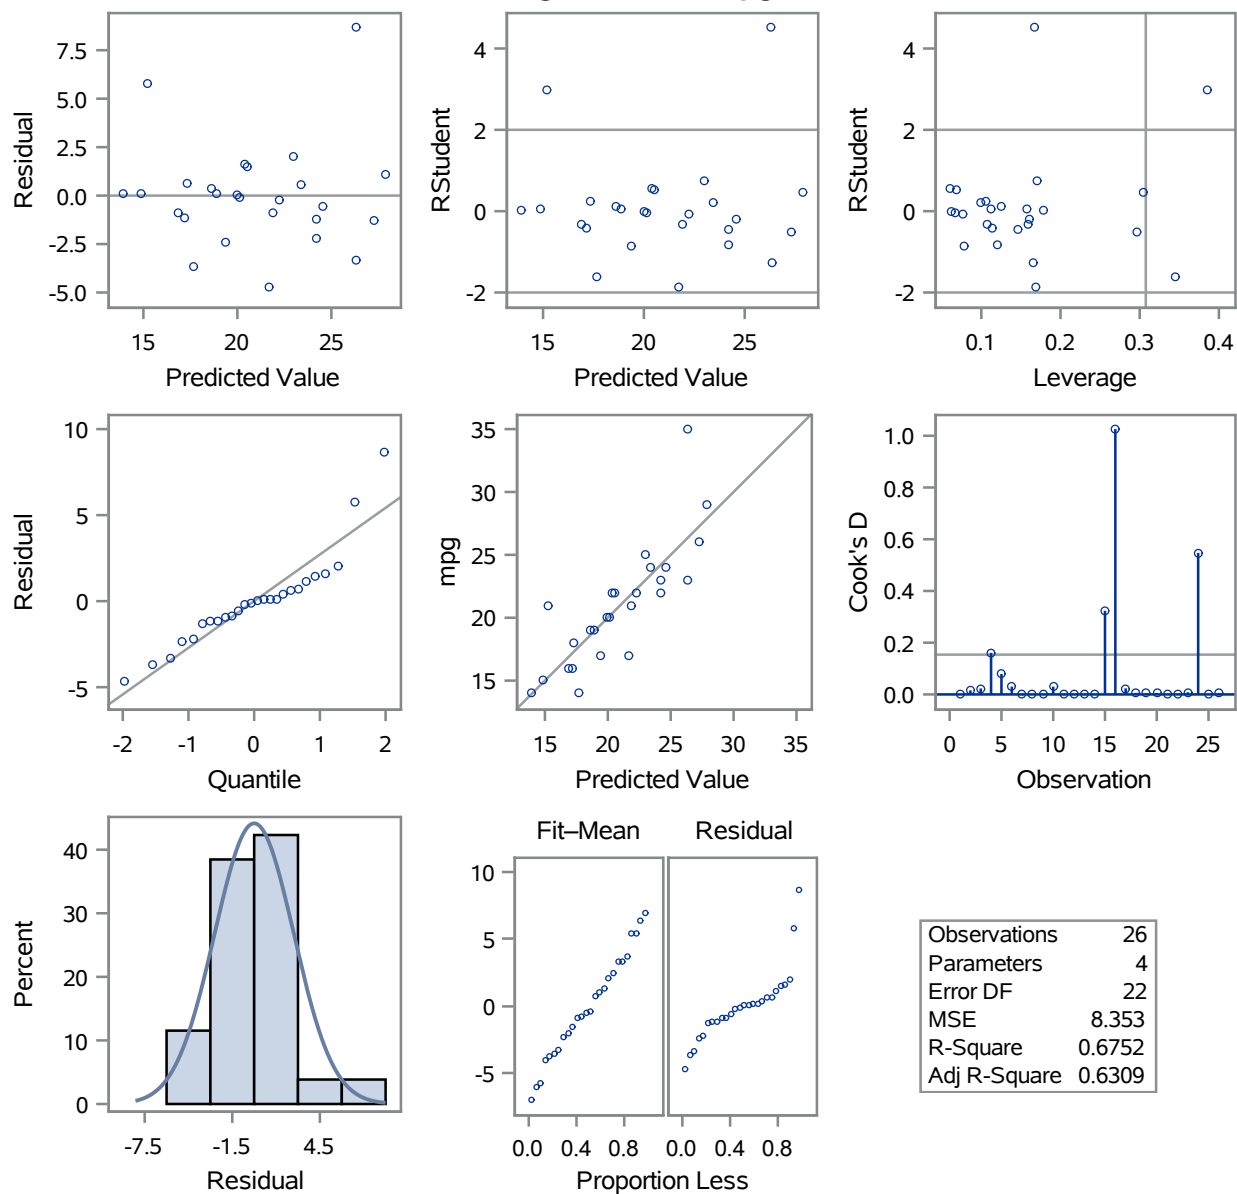 7.5
5.0
2.5
0.0
-2.5
-5.0
Residual
15 20 25
Predicted Value
4
2
0
-2
RStudent
15 20 25
Predicted Value
4
2
0
-2
RStudent
0.1 0.2 0.3 0.4
Leverage
10
5
0
-5
Residual
-2 -1 0 1 2
Quantile
35
30
25
20
15
mpg
15 20 25 30 35
Predicted Value
1.0
0.8
0.6
0.4
0.2
0.0
Cook's D
0 5 10 15 20 25
Observation
40
30
20
10
0
Percent
-7.5 -1.5 4.5
Residual
Fit–Mean Residual
10
5
0
-5
0.0 0.4 0.8 0.0 0.4 0.8
Proportion Less
Observations 26
Parameters 4
Error DF 22
MSE 8.353
R-Square 0.6752
Adj R-Square 0.6309